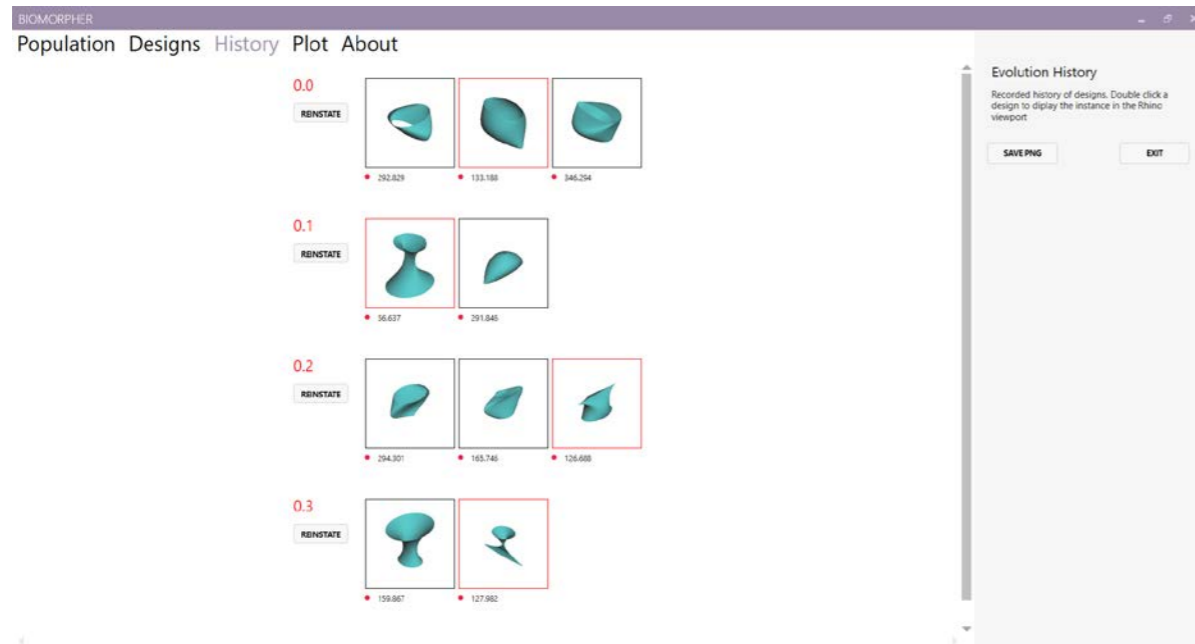 BIOMORPHER
Population Designs History Plot About
0.0
REINSTATE
292.829 133.188 346.294
0.1
REINSTATE
56.637 291.846
0.2
REINSTATE
294.301 165.746 126.688
0.3
REINSTATE
159.867 127.982
Evolution History
Recorded history of designs. Double click a
design to diplay the instance in the Rhino
viewport
SAVE PNG EXIT